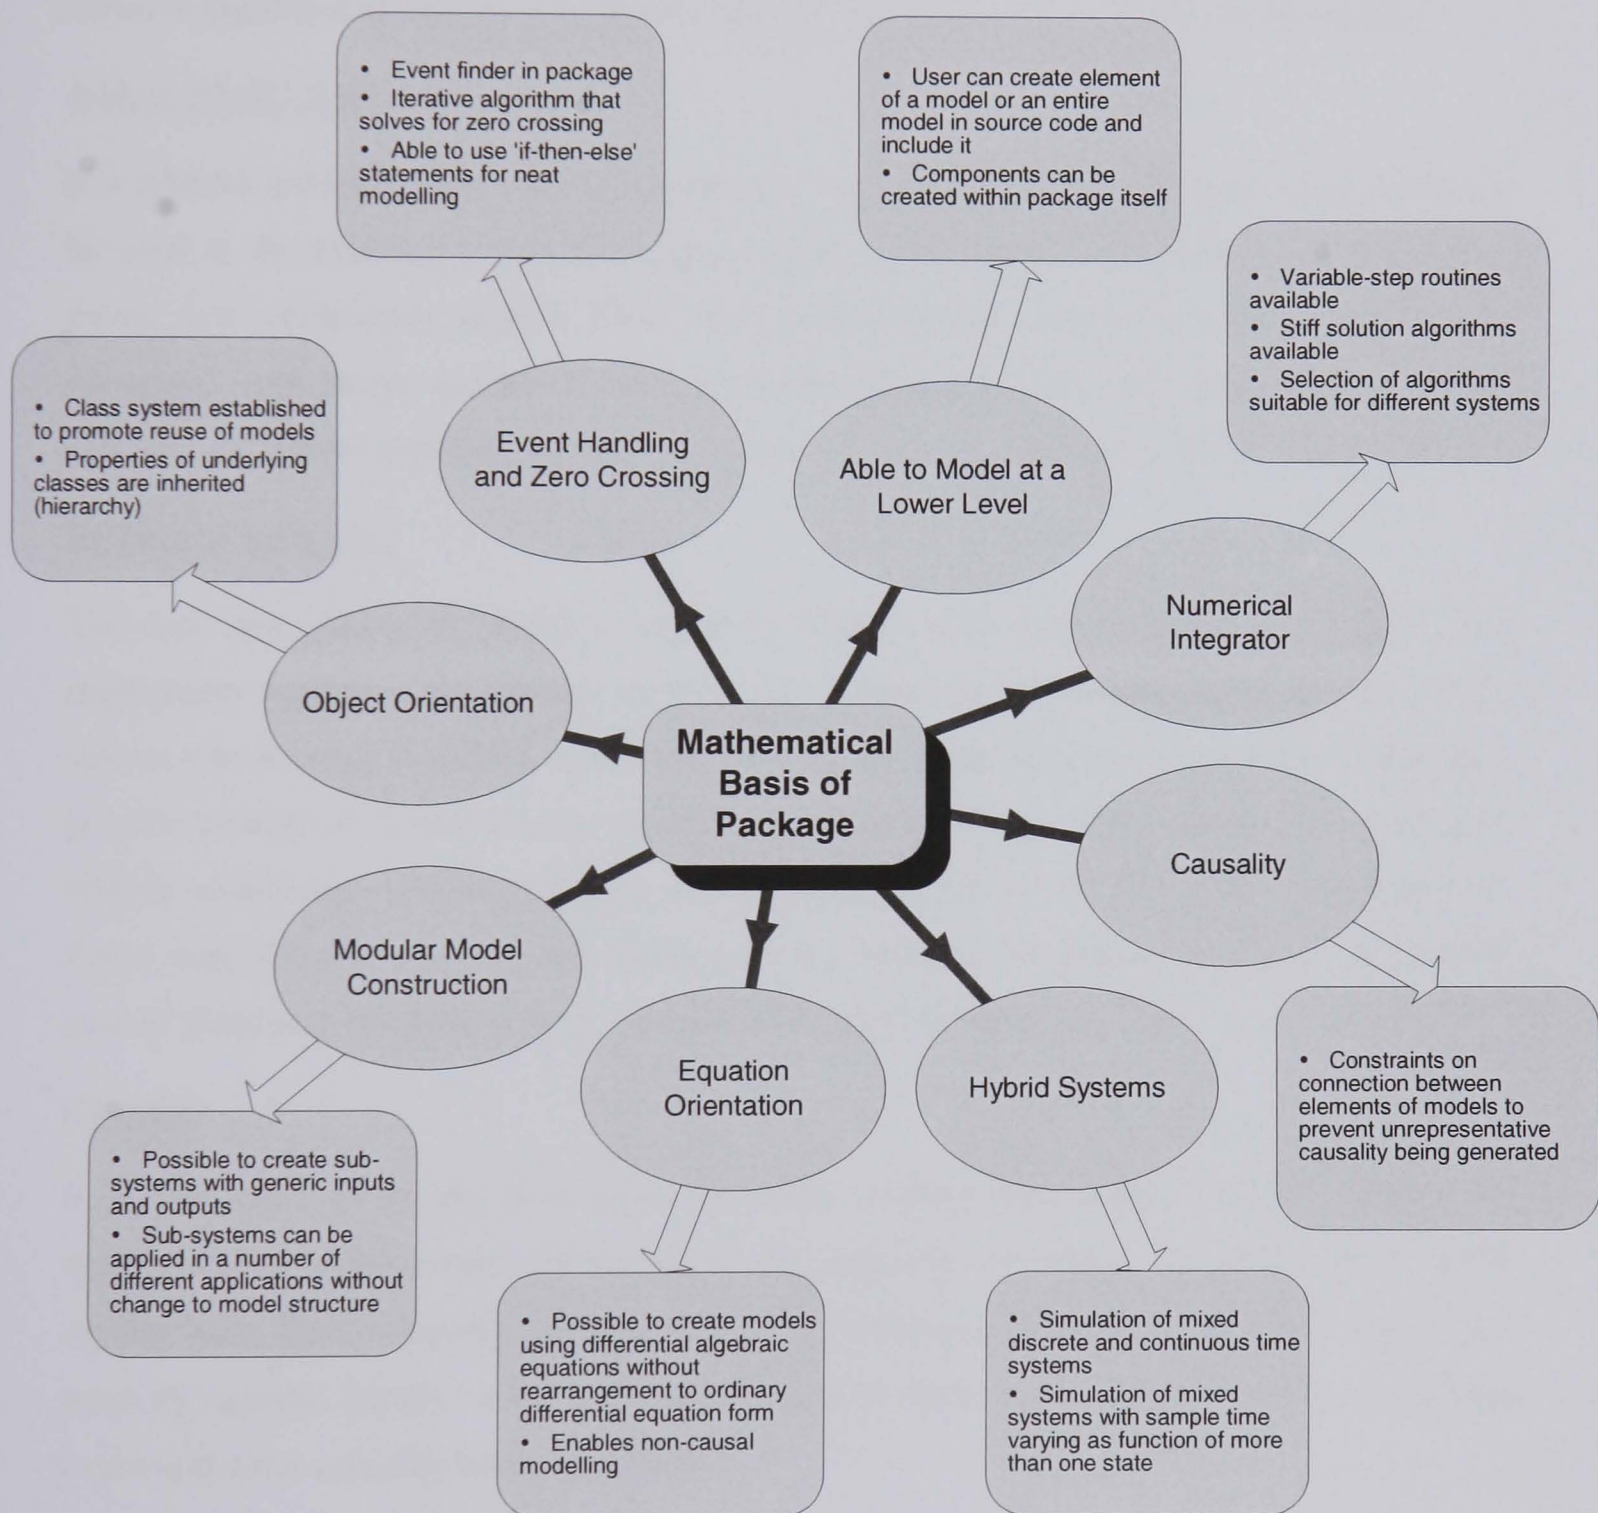 • Event finder in package
• Iterative algorithm that
solves for zero crossing
• Able to use 'if-then-else'
statements for neat
modelling
• User can create element
of a model or an entire
model in source code and
include it
• Components can be
created within package itself
• Variable-step routines
available
• Stiff solution algorithms
available
• Selection of algorithms
suitable for different systems
• Class system established
to promote reuse of models
• Properties of underlying
classes are inherited
(hierarchy)
Event Handling
and Zero Crossing
Able to Model at a
Lower Level
Numerical
Integrator
Object Orientation
Mathematical
Basis of
Package
Causality
Modular Model
Construction
Equation
Orientation
Hybrid Systems
• Constraints on
connection between
elements of models to
prevent unrepresentative
causality being generated
• Possible to create sub-
systems with generic inputs
and outputs
• Sub-systems can be
applied in a number of
different applications without
change to model structure
• Possible to create models
using differential algebraic
equations without
rearrangement to ordinary
differential equation form
• Enables non-causal
modelling
• Simulation of mixed
discrete and continuous time
systems
• Simulation of mixed
systems with sample time
varying as function of more
than one state